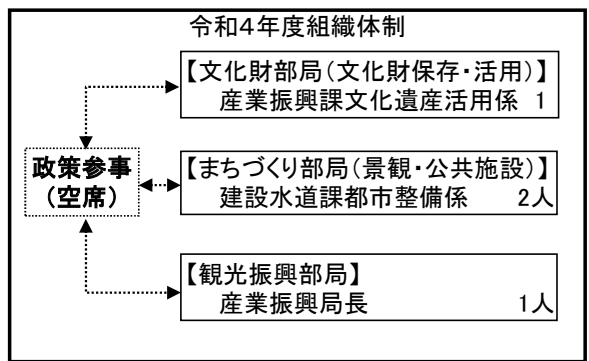 令和4年度組織体制
【文化財部局(文化財保存・活用)】
産業振興課文化遺産活用係 1
政策参事
(空席)
【まちづくり部局(景観・公共施設)】
建設水道課都市整備係 2人
【観光振興部局】
産業振興局長 1人